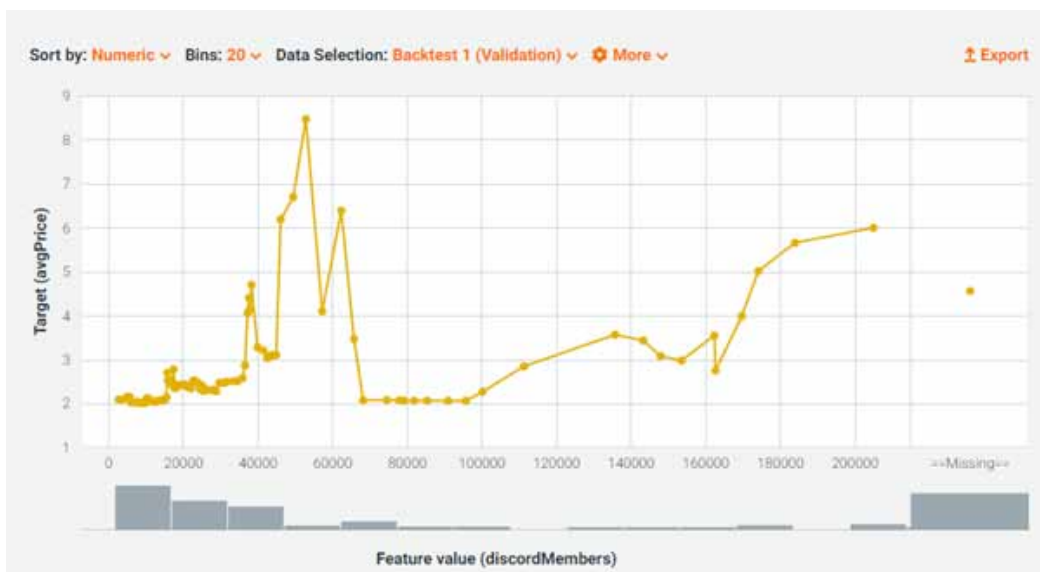 Sort by: Numeric Bins: 20 Data Selection: Backtest 1 (Validation) More Export
9
8
7
6
5
4
3
2
1
Target (avgPrice)
0 20000 40000 60000 80000 100000 120000 140000 160000 180000 200000 ==Missing==
Feature value (discordMembers)